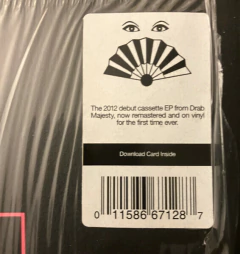 The 2012 debut cassette EP from Drab
Majesty, now remastered and on vinyl
for the first time ever.
Download Card Inside
0 11586 67128 7